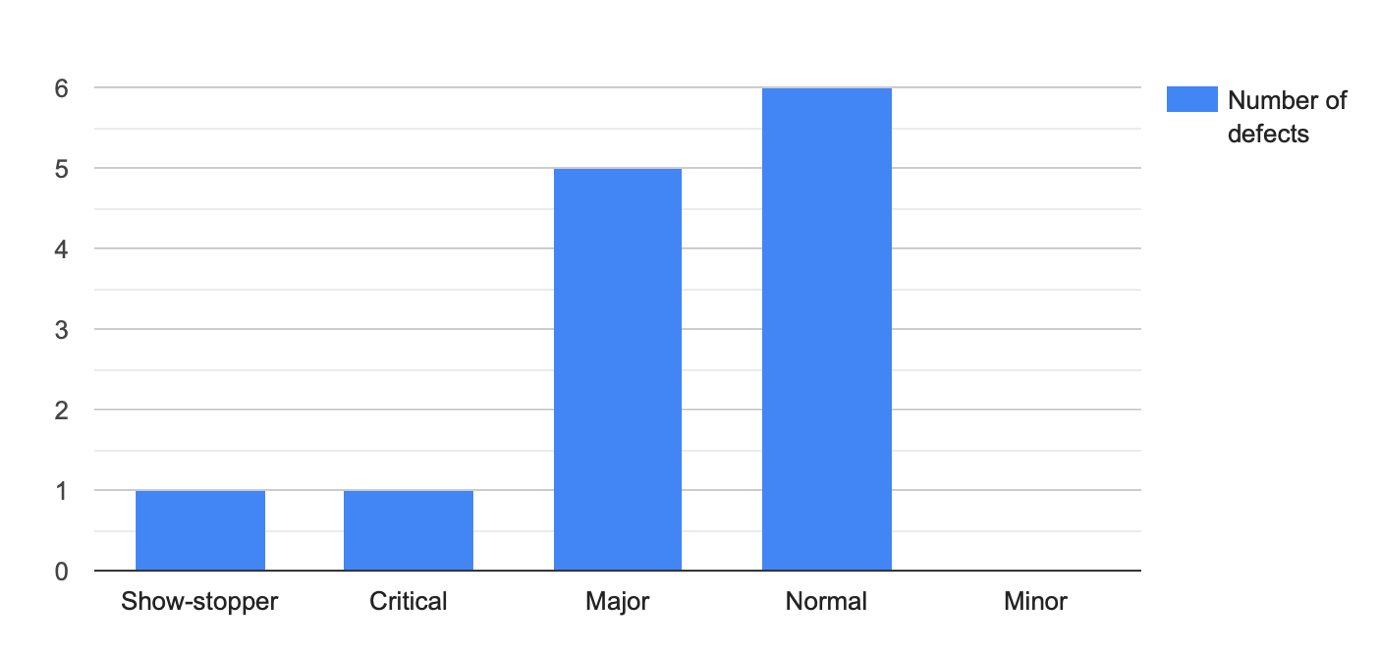 6
5
4
3
2
1
0
Show-stopper
Critical
Major
Normal
Minor
Number of
defects